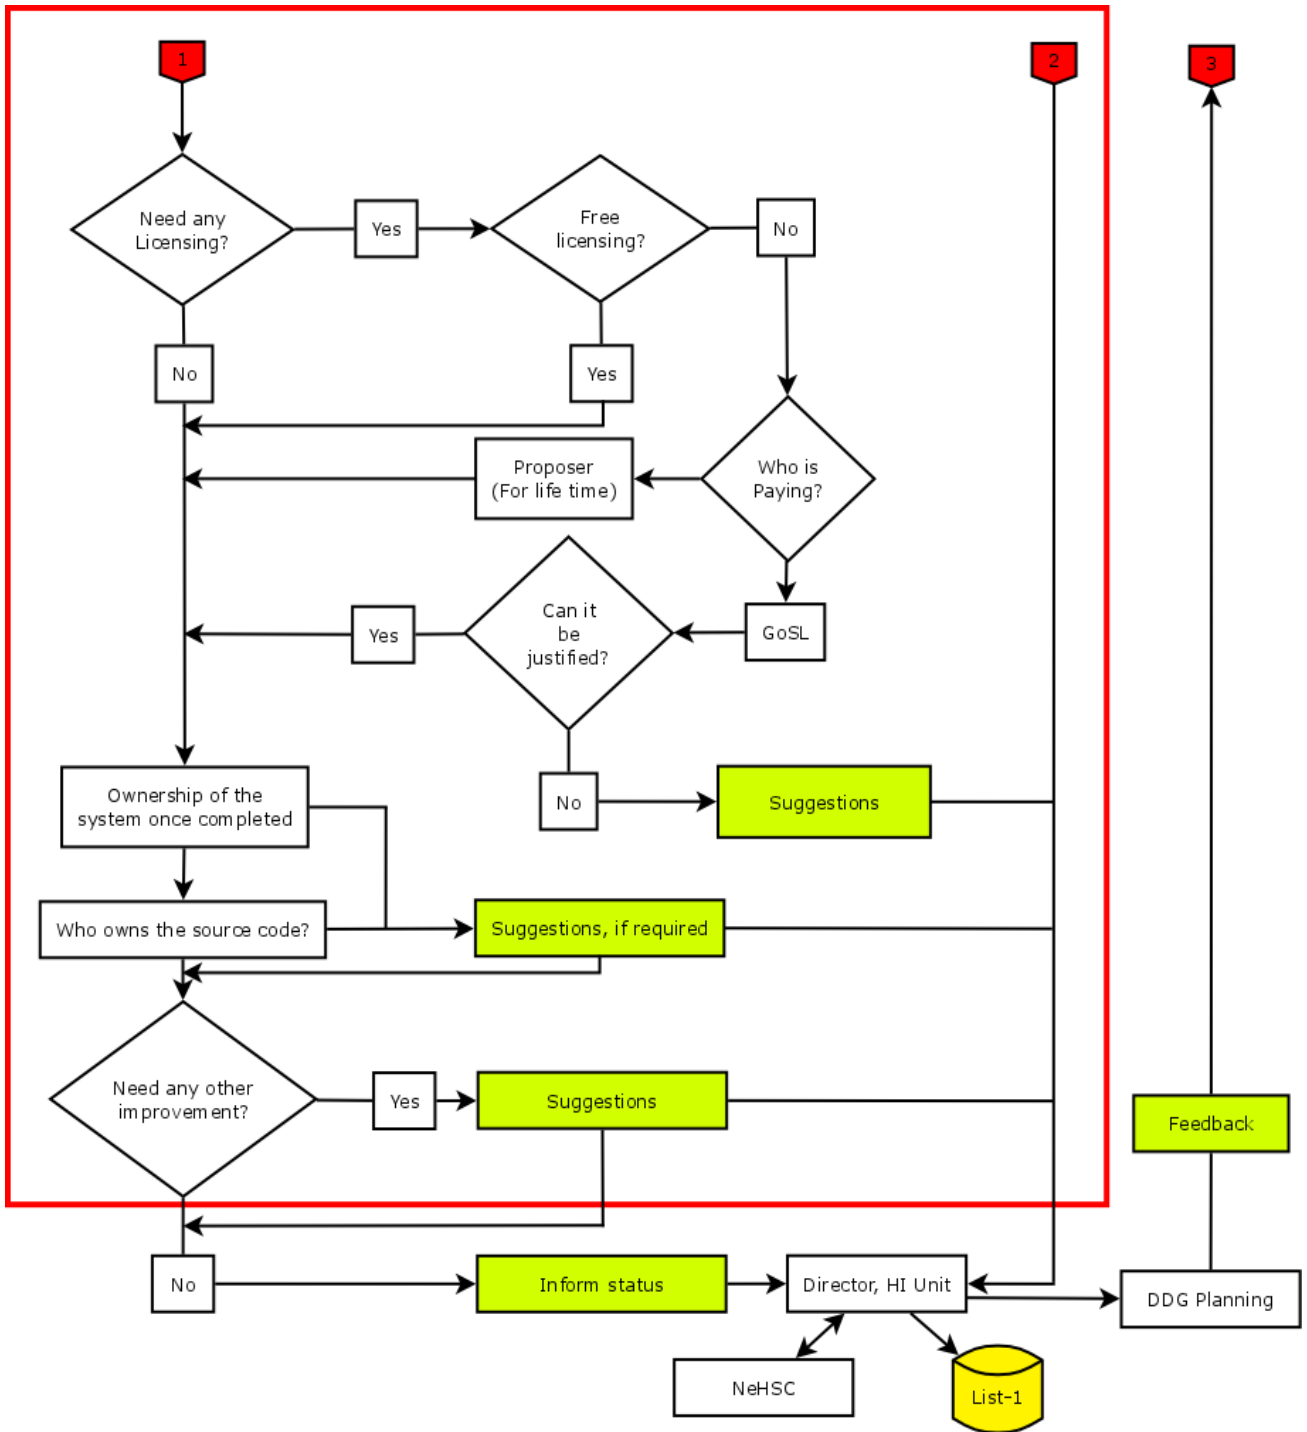 1
2
3
Need any
Licensing?
Yes
Free
licensing?
No
No
Yes
Proposer
(For life time)
Who is
Paying?
Can it
be
justified?
Yes
GoSL
Ownership of the
system once completed
No
Suggestions
Who owns the source code?
Suggestions, if required
Need any other
improvement?
Yes
Suggestions
Feedback
No
Inform status
Director, HI Unit
DDG Planning
NeHSC
List-1